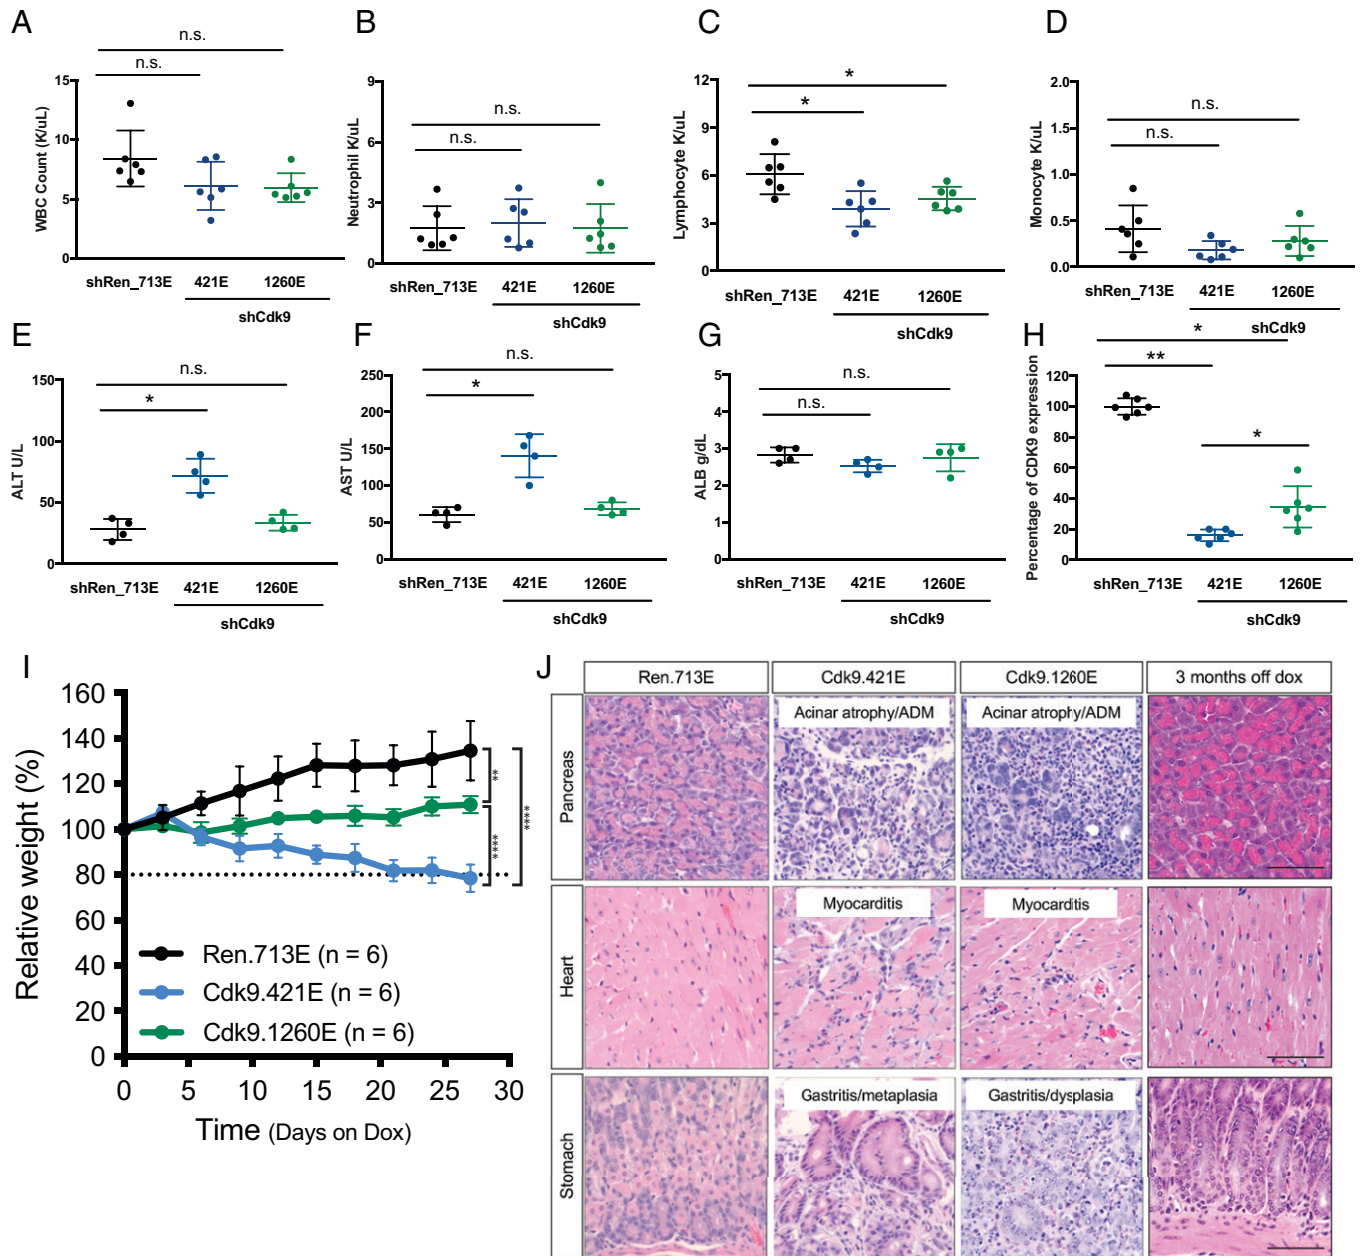 A
n.s.
n.s.
WBC Count (K/uL)
15
10
5
0
shRen_713E
421E
1260E
shCdk9
B
n.s.
n.s.
Neutrophil K/uL
9
6
3
0
shRen_713E
421E
1260E
shCdk9
C
*
*
Lymphocyte K/uL
12
9
6
3
0
shRen_713E
421E
1260E
shCdk9
D
n.s.
n.s.
Monocyte K/uL
2.0
1.5
1.0
0.5
0.0
shRen_713E
421E
1260E
shCdk9
E
n.s.
*
ALT U/L
150
100
50
0
shRen_713E
421E
1260E
shCdk9
F
n.s.
*
AST U/L
250
200
150
100
50
0
shRen_713E
421E
1260E
shCdk9
G
n.s.
n.s.
ALB g/dL
5
4
3
2
1
0
shRen_713E
421E
1260E
shCdk9
H
*
**
*
Percentage of CDK9 expression
120
100
80
60
40
20
0
shRen_713E
421E
1260E
shCdk9
I
Relative weight (%)
160
140
120
100
80
60
40
20
0
**
****
****
Ren.713E (n = 6)
Cdk9.421E (n = 6)
Cdk9.1260E (n = 6)
0 5 10 15 20 25 30
Time (Days on Dox)
J
Ren.713E
Cdk9.421E
Cdk9.1260E
3 months off dox
Pancreas
Acinar atrophy/ADM
Acinar atrophy/ADM
Heart
Myocarditis
Myocarditis
Stomach
Gastritis/metaplasia
Gastritis/dysplasia